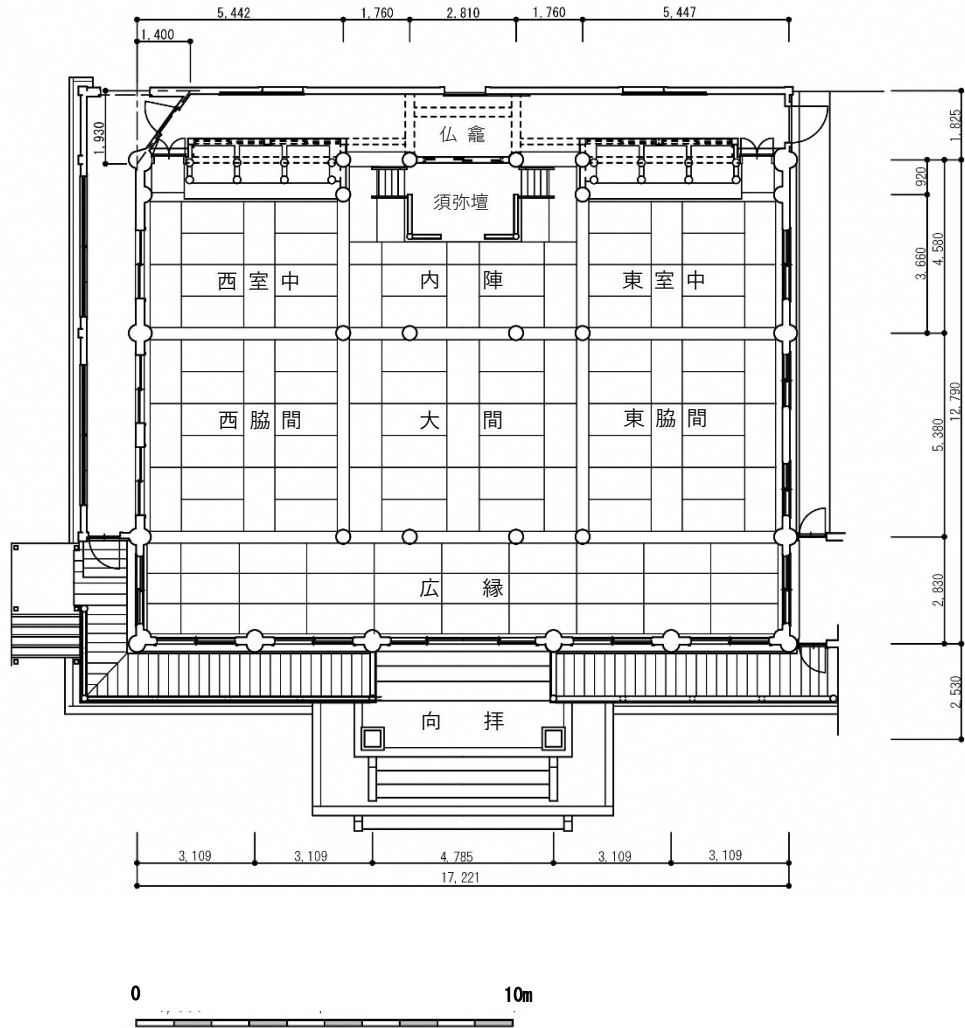 5,442 1,760 2,810 1,760 5,447
1,400
1,930
1,825
仏龕
920
須弥壇
4,580
3,660
西室中 内陣 東室中
12,790
西脇間 大間 東脇間
5,380
広縁
2,830
2,530
向拝
3,109 3,109 4,785 3,109 3,109
17,221
0 10m